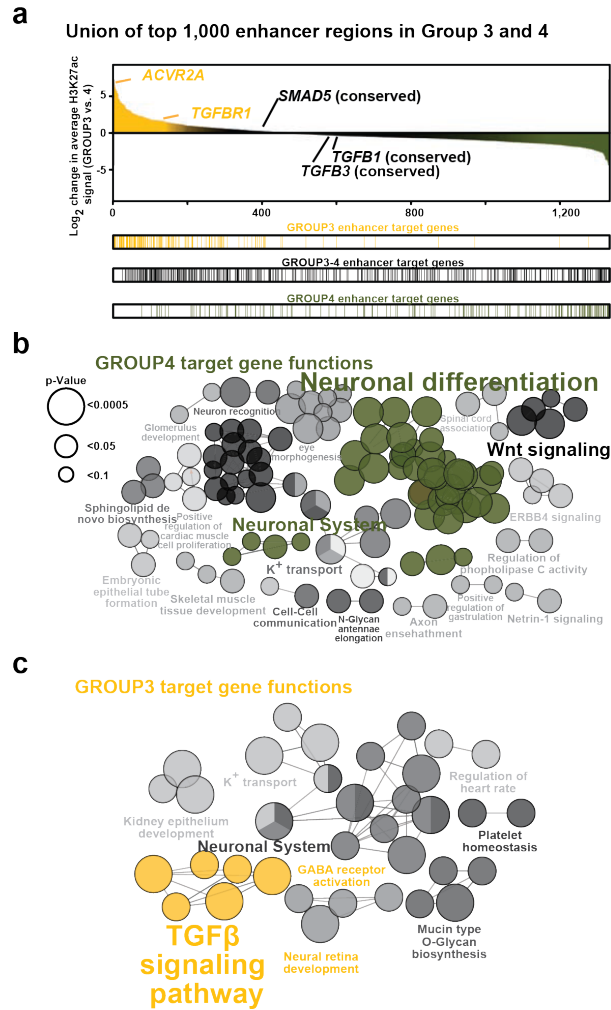 a
Union of top 1,000 enhancer regions in Group 3 and 4
Log2 change in average H3K27ac
signal (GROUP3 vs. 4)
5
0
-5
ACVR2A
TGFBR1
SMAD5 (conserved)
TGFB1 (conserved)
TGFB3 (conserved)
0
400
800
1,200
GROUP3 enhancer target genes
GROUP3-4 enhancer target genes
GROUP4 enhancer target genes
b
GROUP4 target gene functions
p-Value
<0.0005
<0.05
<0.1
Neuronal differentiation
Neuron recognition
Glomerulus
development
eye
morphogenesis
Spinal cord
association
Wnt signaling
Sphingolipid de
novo biosynthesis
Positive
regulation of
cardiac muscle
cell proliferation
Neuronal System
ERBB4 signaling
K+ transport
Regulation of
phopholipase C activity
Embryonic
epithelial tube
formation
Skeletal muscle
tissue development
Cell-Cell
communication
N-Glycan
antennae
elongation
Axon
ensehathment
Positive
regulation of
gastrulation
Netrin-1 signaling
c
GROUP3 target gene functions
K+ transport
Regulation of
heart rate
Kidney epithelium
development
Neuronal System
Platelet
homeostasis
GABA receptor
activation
TGFβ
signaling
pathway
Neural retina
development
Mucin type
O-Glycan
biosynthesis